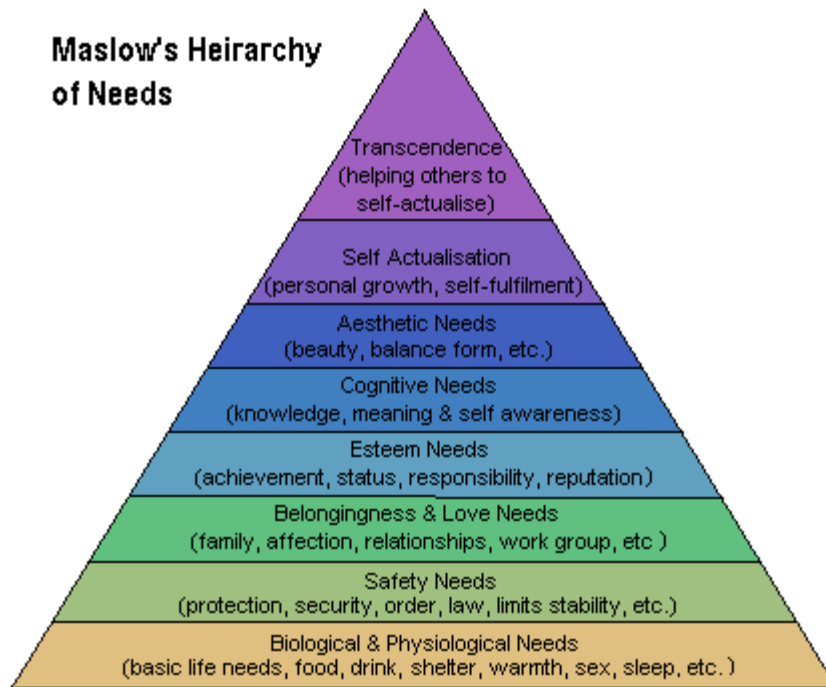 Maslow's Heirarchy
of Needs
Transcendence
(helping others to
self-actualise)
Self Actualisation
(personal growth, self-fulfilment)
Aesthetic Needs
(beauty, balance form, etc.)
Cognitive Needs
(knowledge, meaning & self awareness)
Esteem Needs
(achievement, status, responsibility, reputation)
Belongingness & Love Needs
(family, affection, relationships, work group, etc )
Safety Needs
(protection, security, order, law, limits stability, etc.)
Biological & Physiological Needs
(basic life needs, food, drink, shelter, warmth, sex, sleep, etc. )